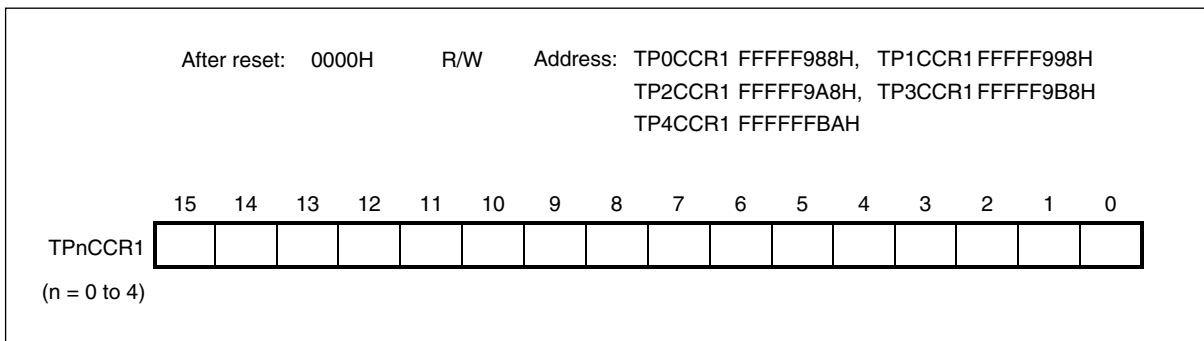 After reset: 0000H R/W Address: TP0CCR1 FFFFF988H, TP1CCR1 FFFFF998H
TP2CCR1 FFFFF9A8H, TP3CCR1 FFFFF9B8H
TP4CCR1 FFFFFFBAH
15 14 13 12 11 10 9 8 7 6 5 4 3 2 1 0
TPnCCR1
(n = 0 to 4)